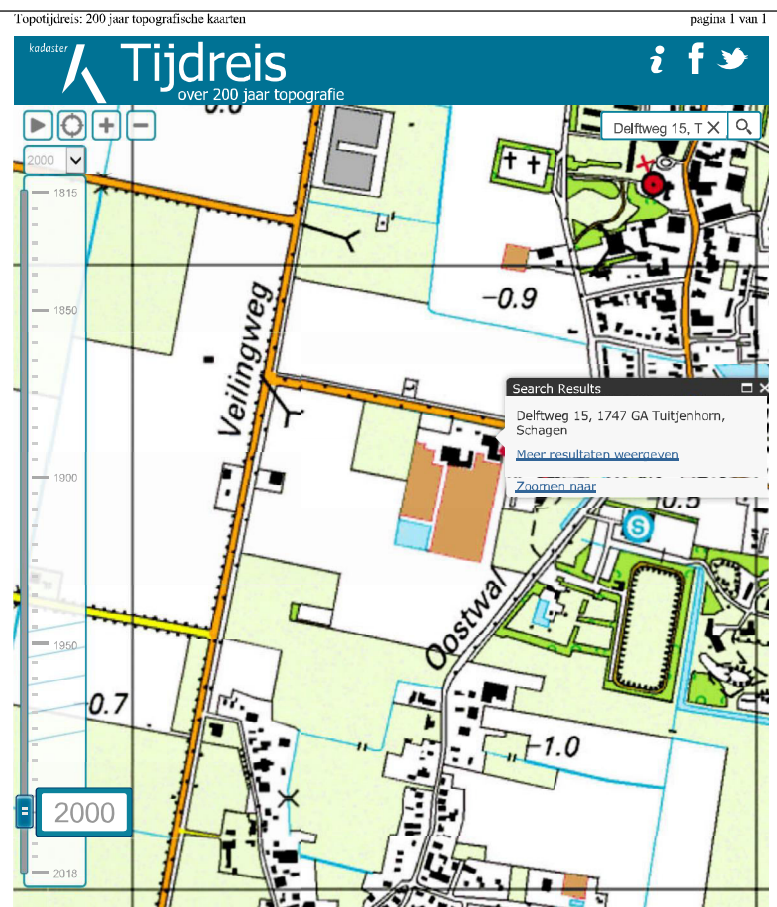 Topotijdreis: 200 jaar topografische kaarten pagina 1 van 1
kadaster
Tijdreis
over 200 jaar topografie
Delftweg 15, T
2000
1815
1850
1900
1950
2018
2000
Veilingweg
-0.9
Search Results
Delftweg 15, 1747 GA Tuitjenhorn,
Schagen
Meer resultaten weergeven
Zoomen naar
-0.5
S
Oostwal
-0.7
-1.0